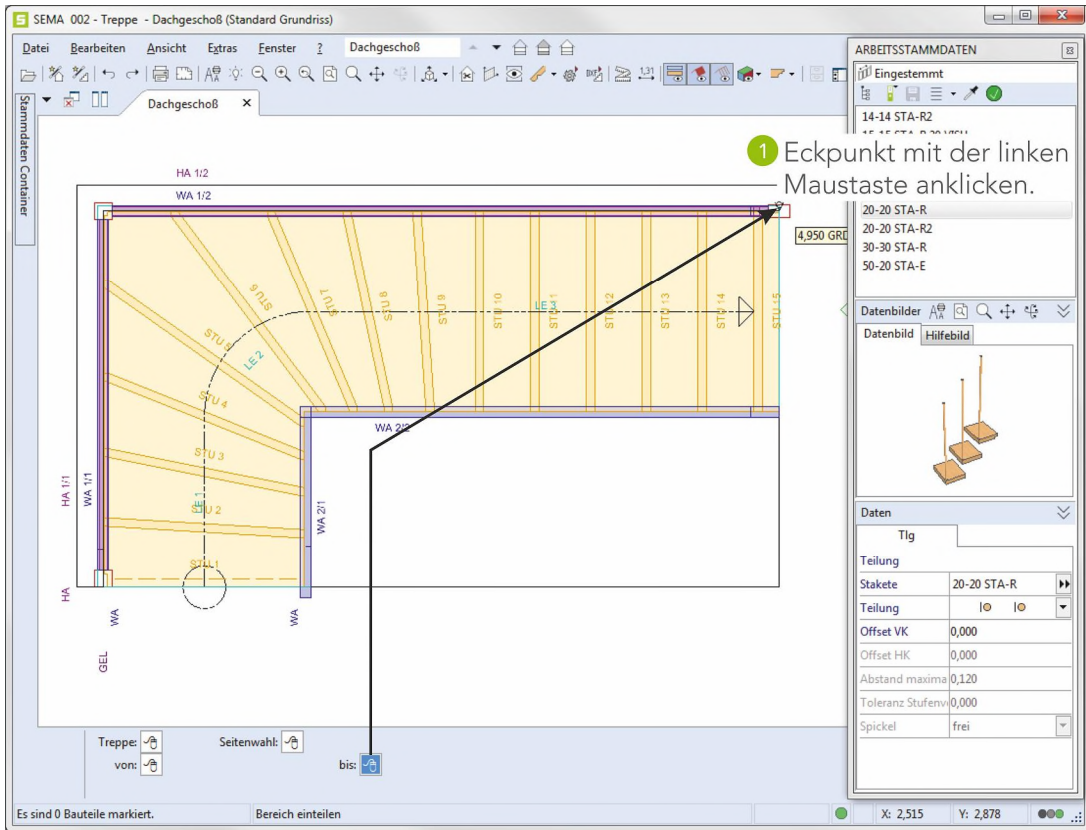 SEMA 002 - Treppe - Dachgeschoß (Standard Grundriss)
Datei Bearbeiten Ansicht Extras Fenster ? Dachgeschoß
Stammdaten Container
Dachgeschoß
HA 1/2
WA 1/2
STU 6
STU 7
STU 8
STU 9
STU 10
STU 11
STU 12
STU 13
STU 14
STU 15
LE 3
STU 5
LE 2
STU 4
STU 3
LE 1
STU 2
STU 1
WA 2/2
WA 2/1
HA 1/1
WA 1/1
HA
WA
WA
GEL
4,950 GRD
1 Eckpunkt mit der linken
Maustaste anklicken.
ARBEITSSTAMMDATEN
Eingestemmt
14-14 STA-R2
20-20 STA-R
20-20 STA-R2
30-30 STA-R
50-20 STA-E
Datenbilder
Datenbild Hilfebild
Daten
Tlg
Teilung
Stakete 20-20 STA-R
Teilung
Offset VK 0,000
Offset HK 0,000
Abstand maxima 0,120
Toleranz Stufenv 0,000
Spickel frei
Treppe: Seitenwahl:
von: bis:
Es sind 0 Bauteile markiert. Bereich einteilen X: 2,515 Y: 2,878